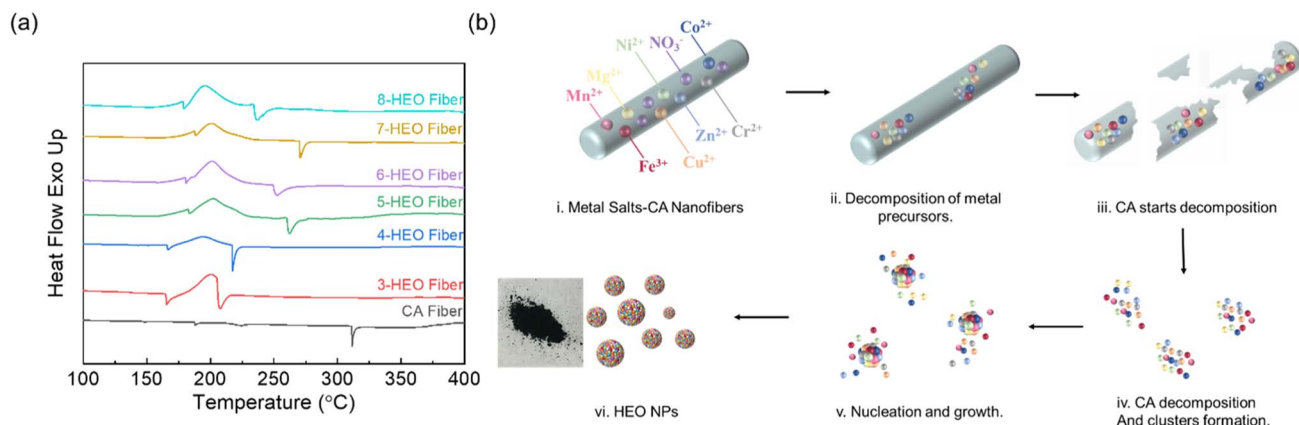 (a)
Heat Flow Exo Up
8-HEO Fiber
7-HEO Fiber
6-HEO Fiber
5-HEO Fiber
4-HEO Fiber
3-HEO Fiber
CA Fiber
100 150 200 250 300 350 400
Temperature (°C)
(b)
Co²⁺
NO₃⁻
Ni²⁺
Mg²⁺
Mn²⁺
Cr²⁺
Zn²⁺
Cu²⁺
Fe³⁺
i. Metal Salts-CA Nanofibers
ii. Decomposition of metal
precursors.
iii. CA starts decomposition
iv. CA decomposition
And clusters formation.
v. Nucleation and growth.
vi. HEO NPs